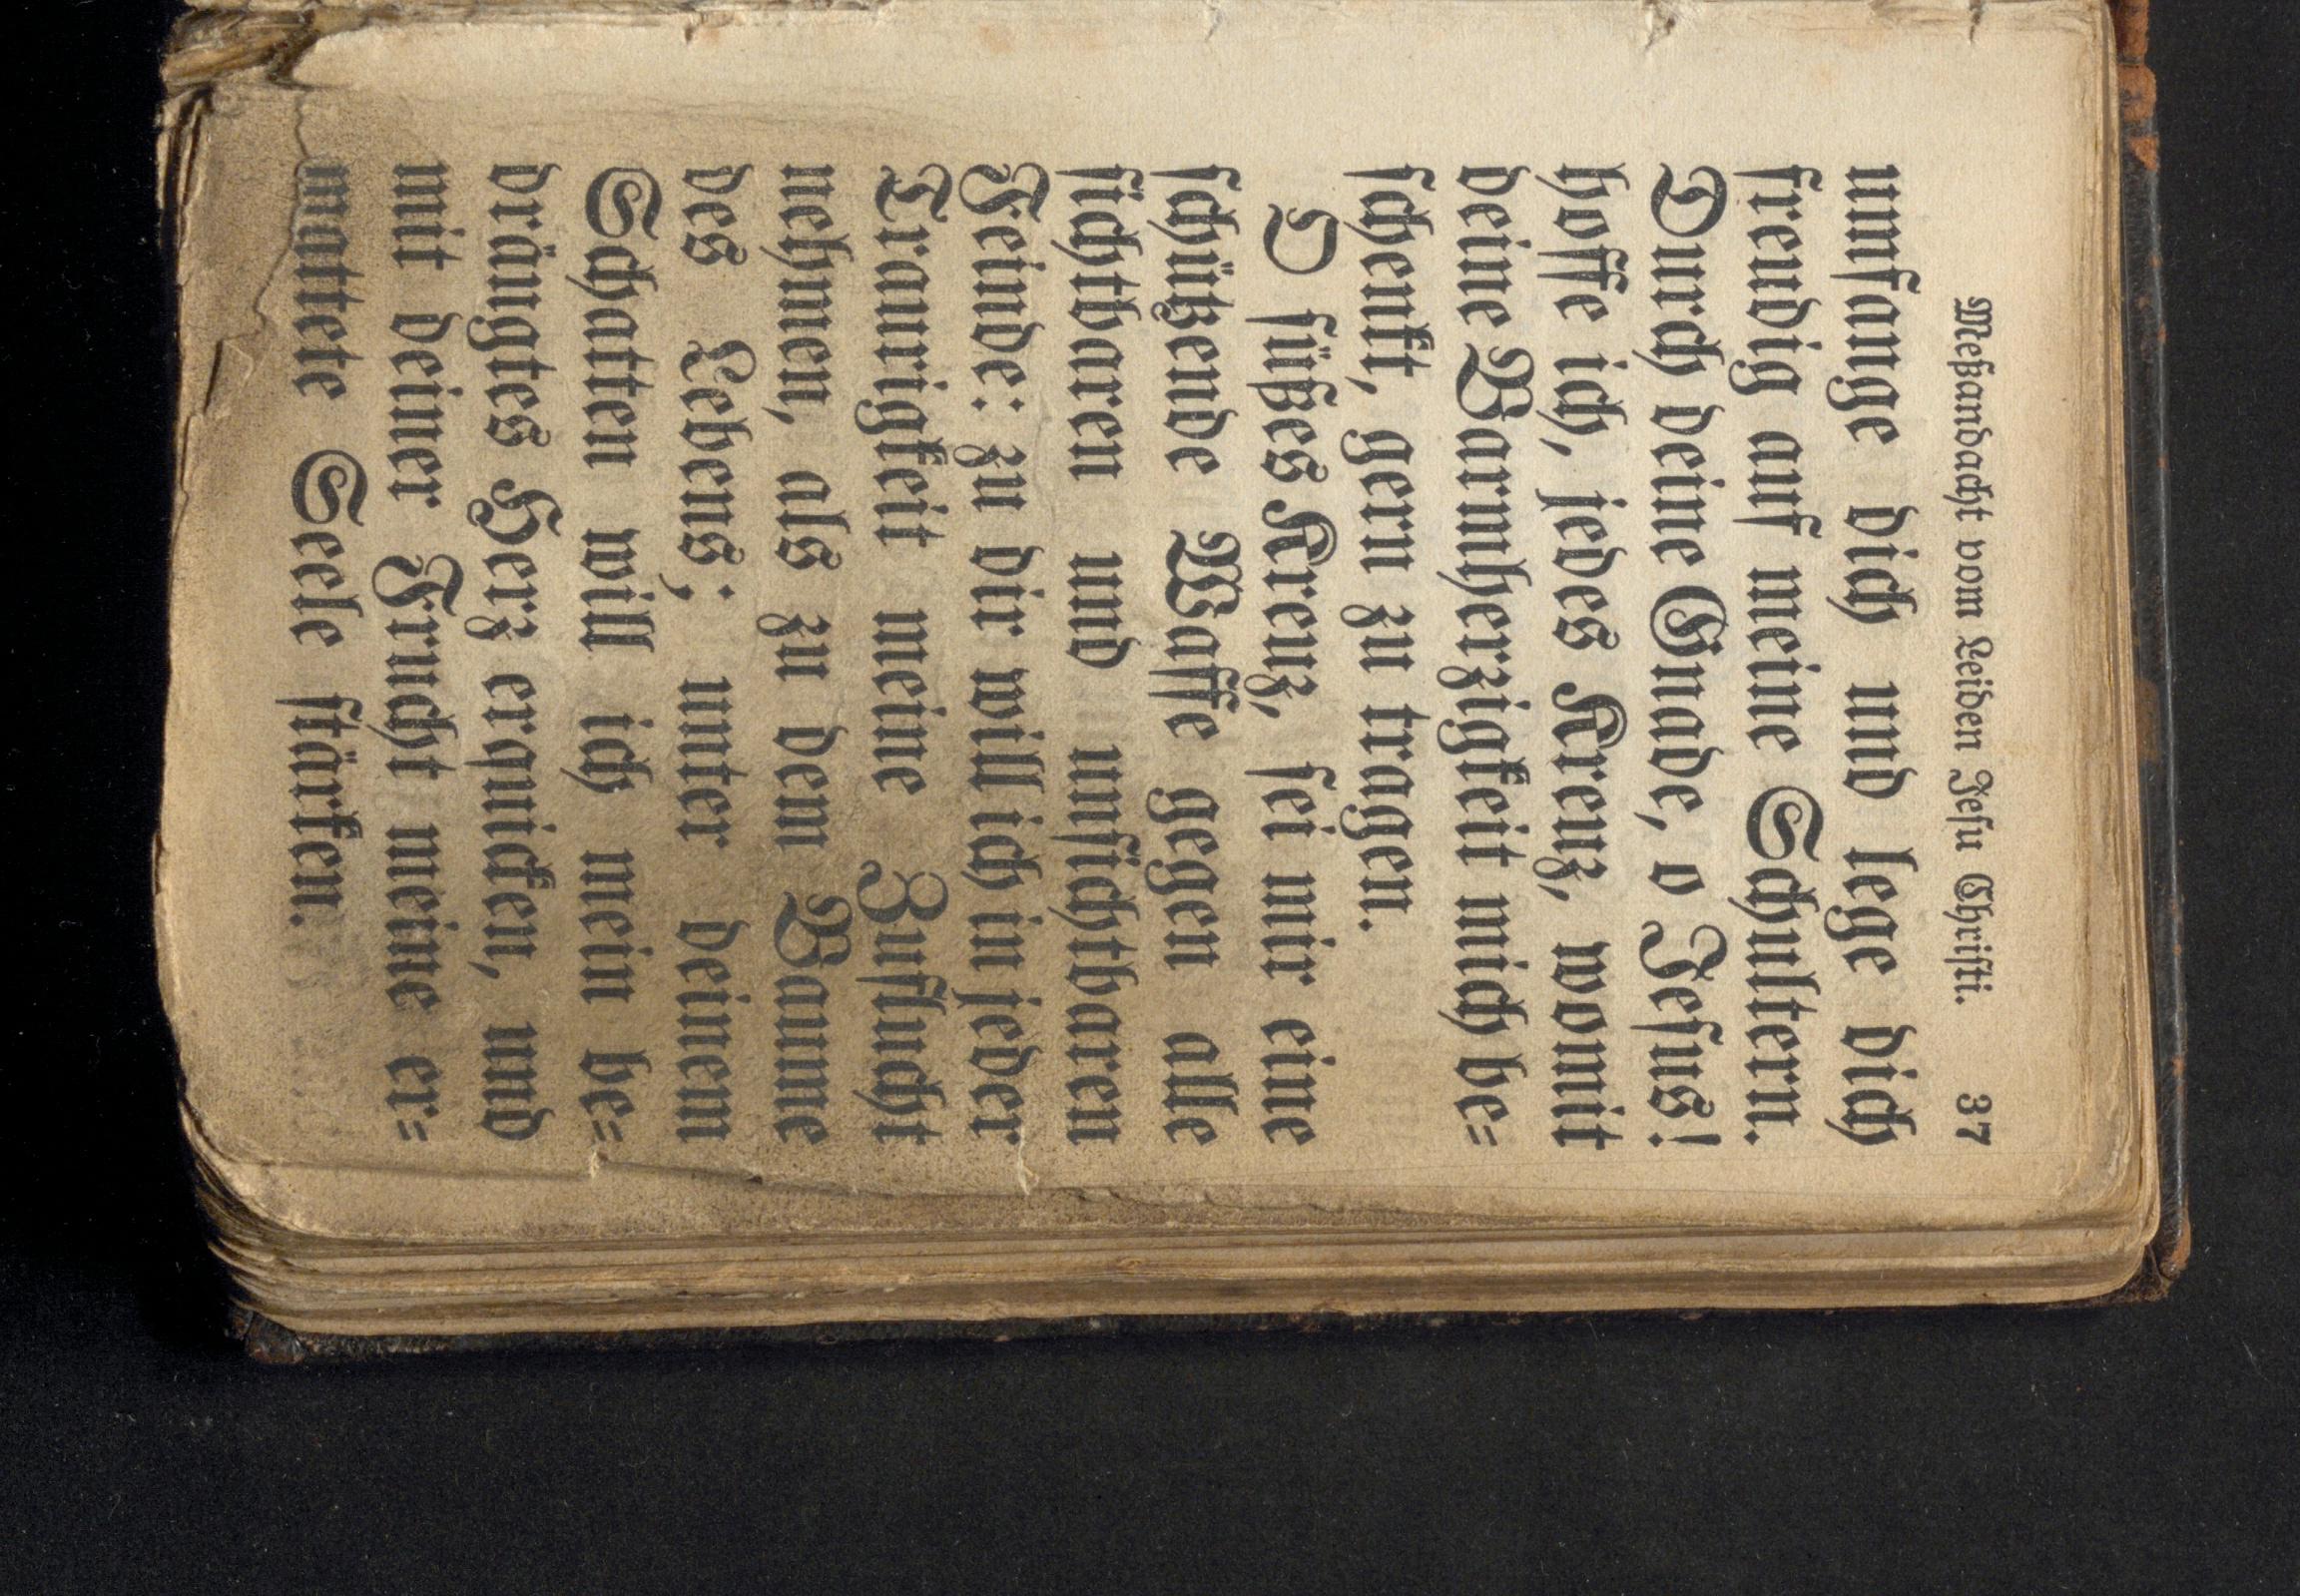 Meßandacht vom Leiden Jesu Christi. 37
umfange dich und lege dich
freudig auf meine Schultern.
Durch deine Gnade, o Jesus!
hoffe ich, jedes Kreuz, womit
deine Barmherzigkeit mich be=
schenkt, gern zu tragen.
O süßes Kreuz, sei mir eine
schützende Waffe gegen alle
sichtbaren und unsichtbaren
Feinde: zu dir will ich in jeder
Traurigkeit meine Zuflucht
nehmen, als zu dem Baume
des Lebens; unter deinem
Schatten will ich mein be=
drängtes Herz erquicken, und
mit deiner Frucht meine er=
mattete Seele stärken.